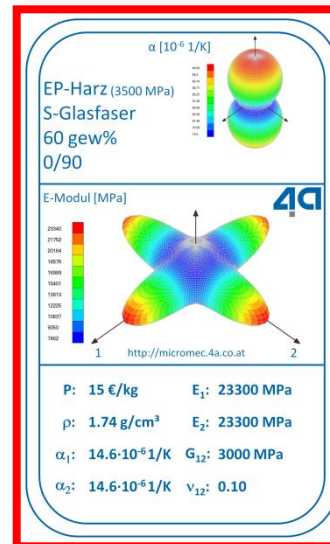 α [10⁻⁶ 1/K]
EP-Harz (3500 MPa)
S-Glasfaser
60 gew%
0/90
E-Modul [MPa]
4a
23340
21752
20164
18576
16989
15401
13813
12225
10637
9050
7462
1 http://micromec.4a.co.at 2
P: 15 €/kg E₁: 23300 MPa
ρ: 1.74 g/cm³ E₂: 23300 MPa
α₁: 14.6·10⁻⁶ 1/K G₁₂: 3000 MPa
α₂: 14.6·10⁻⁶ 1/K ν₁₂: 0.10